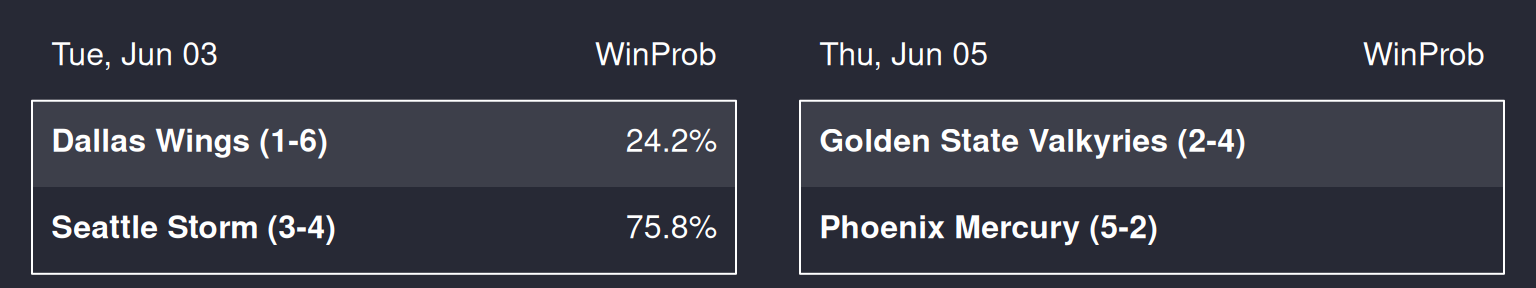 Tue, Jun 03 WinProb
Dallas Wings (1-6) 24.2%
Seattle Storm (3-4) 75.8%
Thu, Jun 05 WinProb
Golden State Valkyries (2-4)
Phoenix Mercury (5-2)